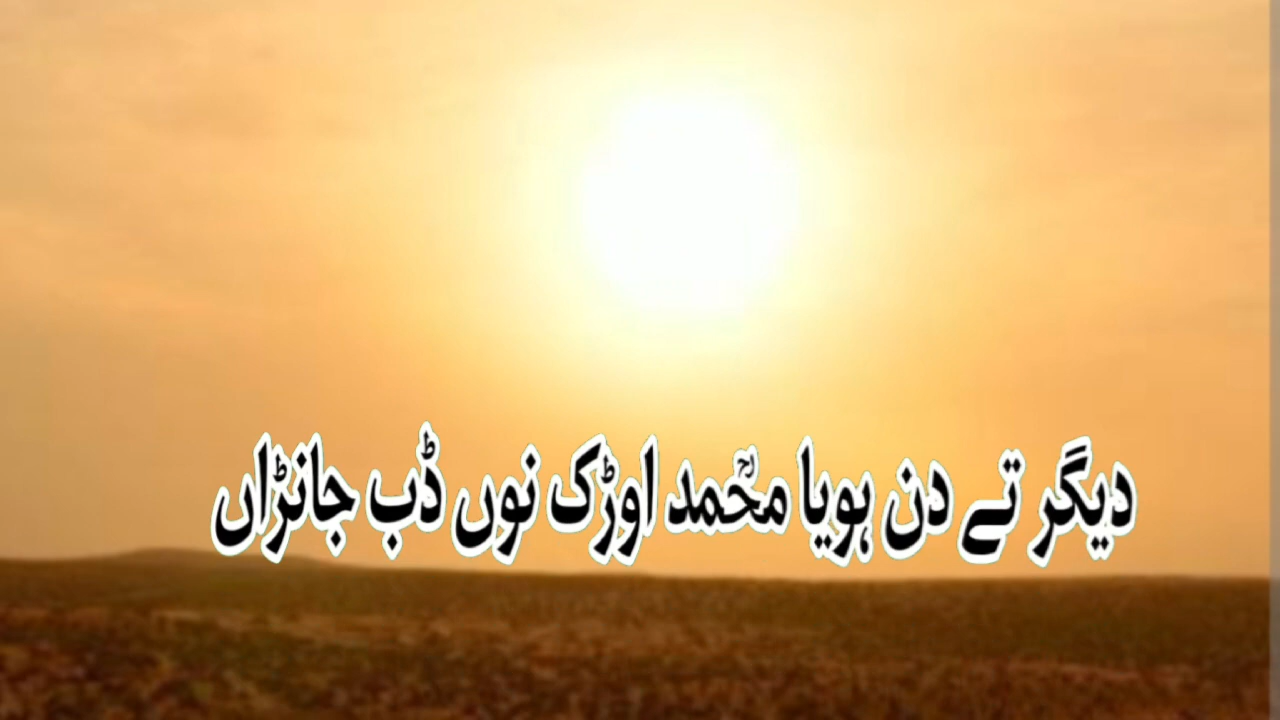 دیگر تے دن ہویا محمدؒ اوڑک نوں ڈب جانڑاں